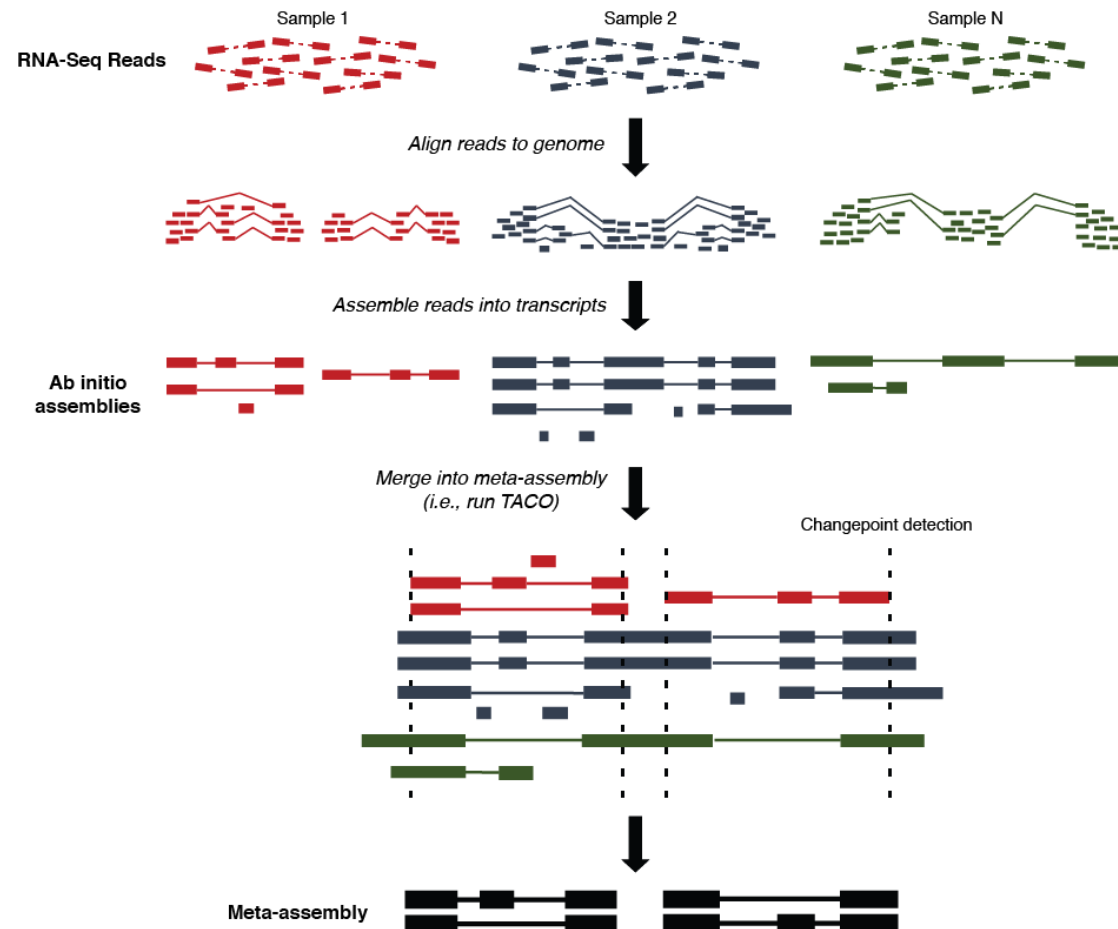 Sample 1
Sample 2
Sample N
RNA-Seq Reads
Align reads to genome
Assemble reads into transcripts
Ab initio
assemblies
Merge into meta-assembly
(i.e., run TACO)
Changepoint detection
Meta-assembly